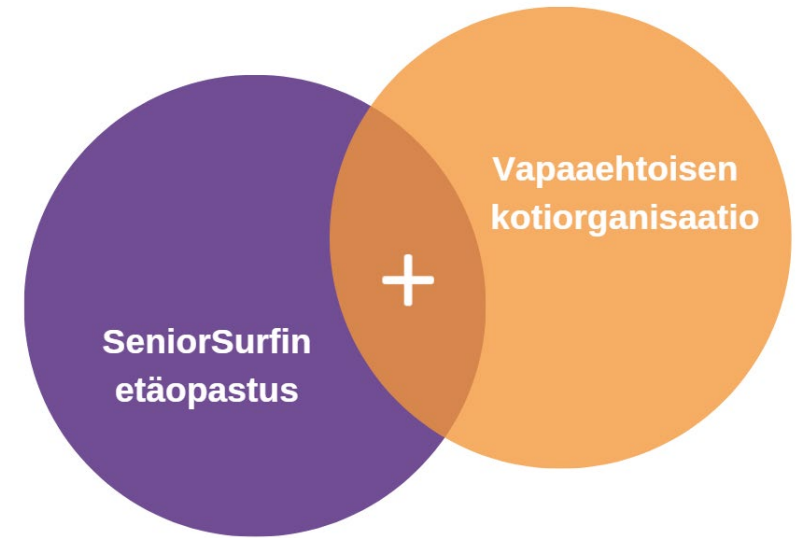 Vapaaehtoisen
kotiorganisaatio
+
SeniorSurfin
etäopastus